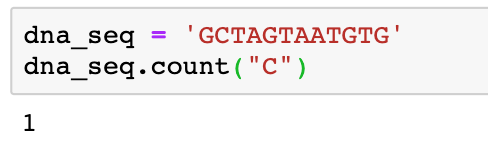 dna_seq = 'GCTAGTAATGTG'
dna_seq.count("C")
1